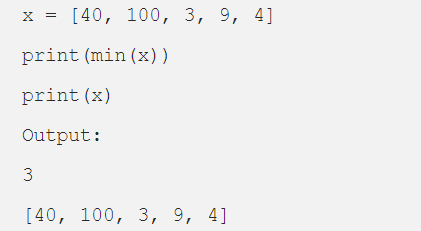 x = [40, 100, 3, 9, 4]
print(min(x))
print(x)
Output:
3
[40, 100, 3, 9, 4]